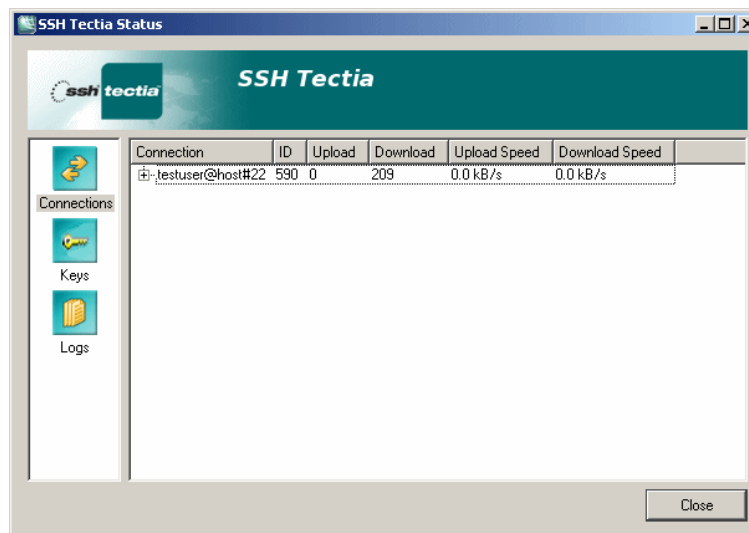 SSH Tectia Status
ssh tectia
SSH Tectia
Connection ID Upload Download Upload Speed Download Speed
testuser@host#22 590 0 209 0.0 kB/s 0.0 kB/s
Connections
Keys
Logs
Close